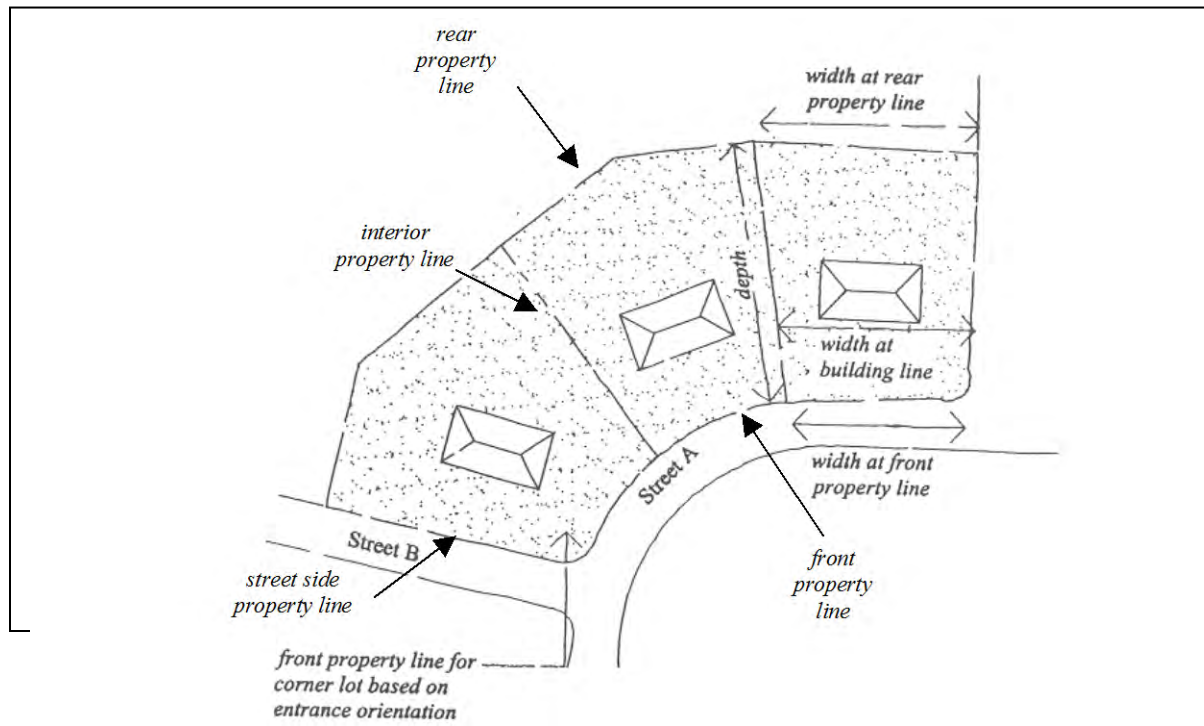 rear
property
line
width at rear
property line
interior
property line
depth
width at
building line
Street A
width at front
property line
Street B
front
property
line
street side
property line
front property line for
corner lot based on
entrance orientation